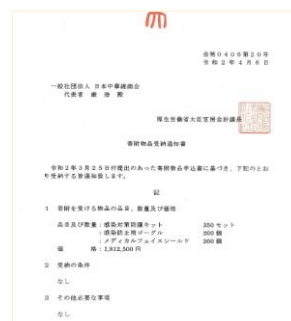 会発0406第20号
令和2年4月6日
一般社団法人 日本中華總商会
代表者 嚴 浩 殿
厚生労働省大臣官房会計課長
寄附物品受納通知書
令和2年3月25日付提出のあった寄附物品申込書に基づき、下記のとお
り受納する旨通知致します。
記
1 寄附を受ける物品の品目、数量及び価格
品目及び数量:感染対策防護キット 350セット
:感染防止用ゴーグル 200個
:メディカルフェイスシールド 200個
価 格:1,812,500円
2 受納の条件
なし
3 その他必要な事項
なし